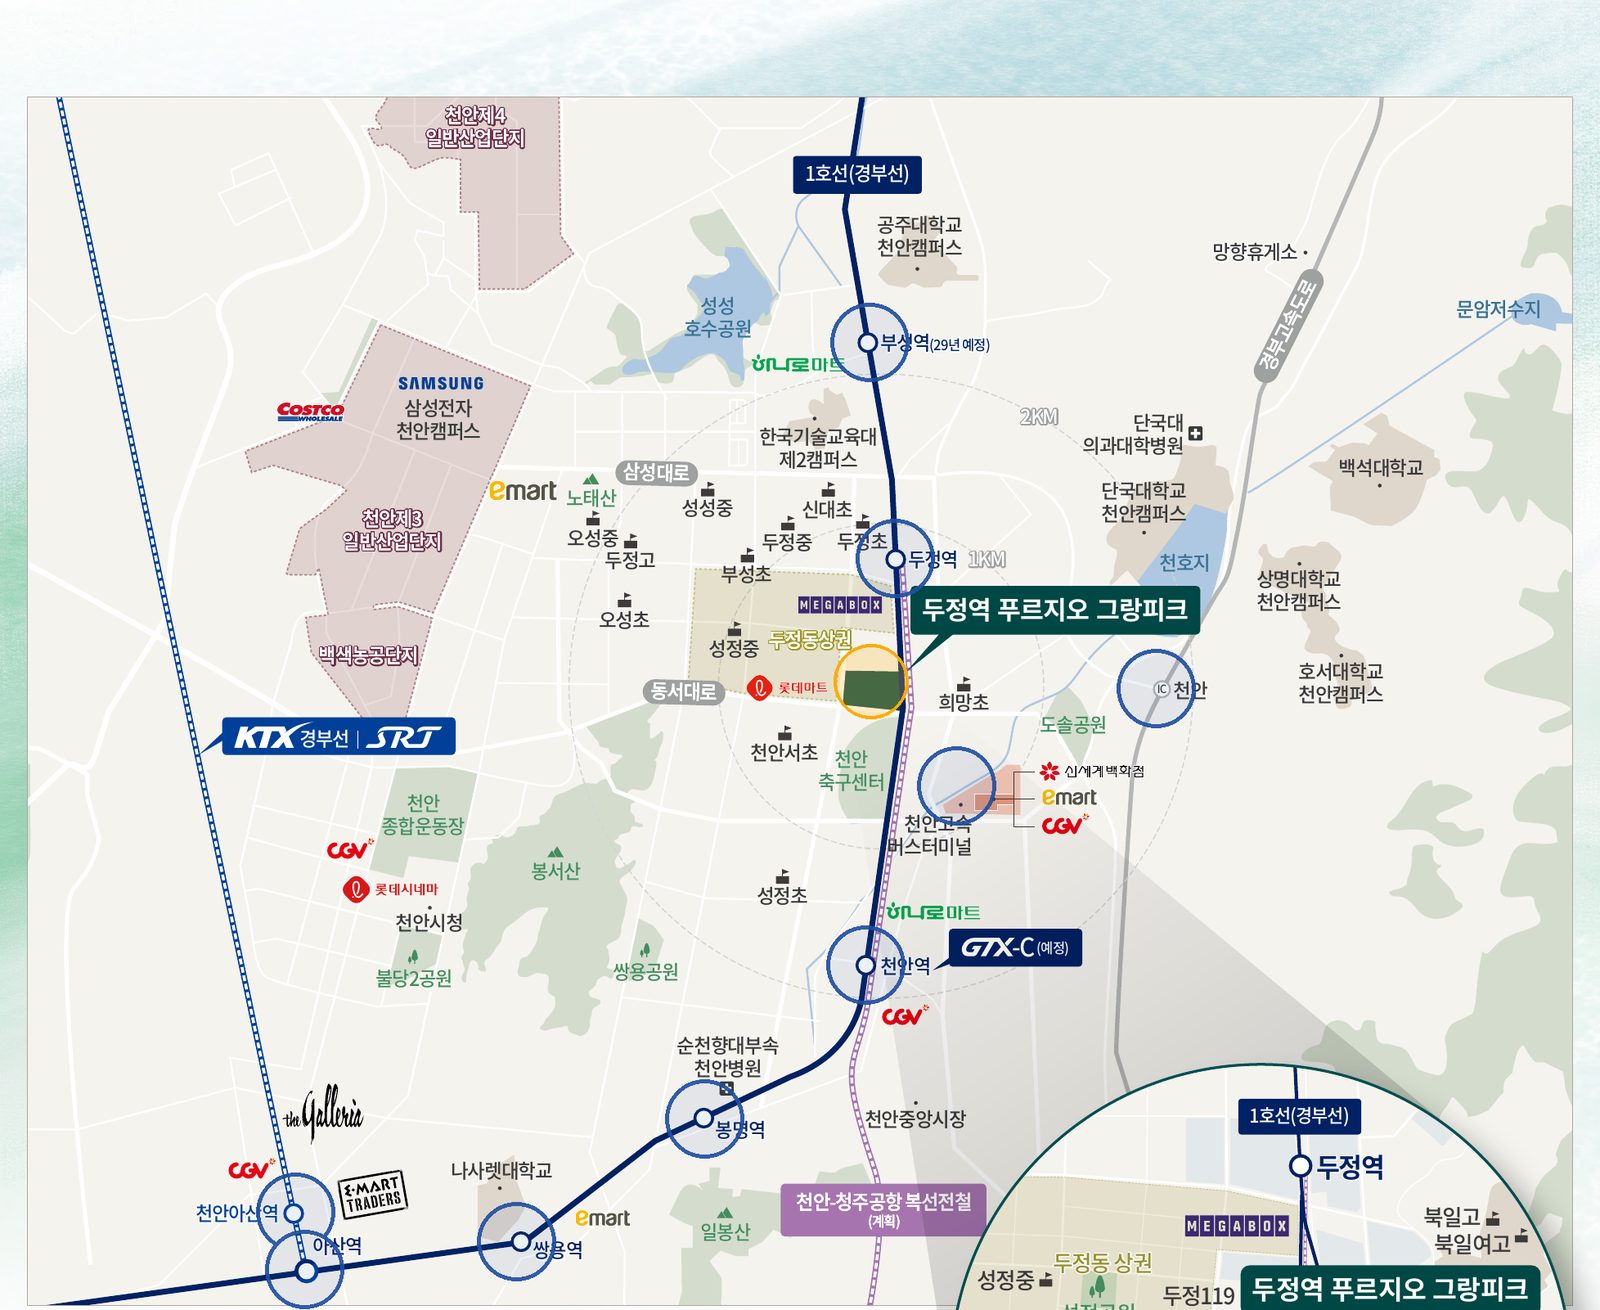 천안제4
일반산업단지
1호선(경부선)
공주대학교
천안캠퍼스
망향휴게소
경부고속도로
문암저수지
성성
호수공원
부성역(29년 예정)
하나로마트
SAMSUNG
삼성전자
천안캠퍼스
COSTCO
WHOLESALE
2KM
단국대
의과대학병원
한국기술교육대
제2캠퍼스
백석대학교
삼성대로
emart
노태산
성성중
신대초
단국대학교
천안캠퍼스
천안제3
일반산업단지
오성중
두정고
두정중
두정초
두정역
1KM
부성초
천호지
상명대학교
천안캠퍼스
오성초
MEGABOX
두정역 푸르지오 그랑피크
성정중
두정동상권
백색농공단지
동서대로
롯데마트
희망초
IC 천안
호서대학교
천안캠퍼스
KTX 경부선 | SRT
천안서초
천안
축구센터
도솔공원
신세계백화점
emart
CGV
천안
종합운동장
천안고속
버스터미널
CGV
롯데시네마
천안시청
봉서산
성정초
하나로마트
불당2공원
쌍용공원
천안역
GTX-C (예정)
CGV
순천향대부속
천안병원
the Galleria
봉명역
천안중앙시장
1호선(경부선)
두정역
CGV
E·MART
TRADERS
나사렛대학교
천안아산역
아산역
emart
쌍용역
일봉산
천안-청주공항 복선전철
(계획)
MEGABOX
북일고
북일여고
두정동 상권
성정중
성정공원
두정119
두정역 푸르지오 그랑피크